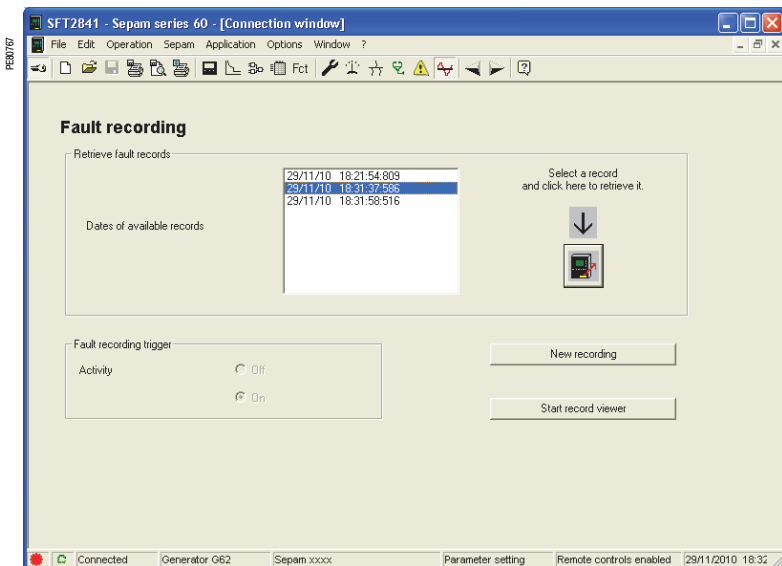 PE80767
SFT2841 - Sepam series 60 - [Connection window]
File Edit Operation Sepam Application Options Window ?
Fct
Fault recording
Retrieve fault records
Dates of available records
29/11/10 18:21:54:809
29/11/10 18:31:37:586
29/11/10 18:31:58:516
Select a record
and click here to retrieve it.
Fault recording trigger
Activity
Off
On
New recording
Start record viewer
Connected Generator G62 Sepam xxxx Parameter setting Remote controls enabled 29/11/2010 18:32